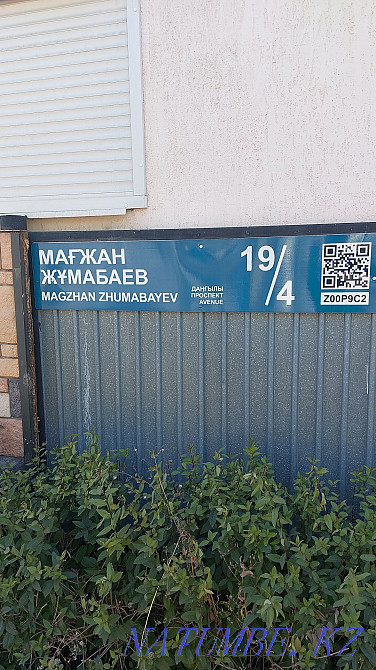 МАҒЖАН
ЖҰМАБАЕВ
MAGZHAN ZHUMABAYEV
ДАҢҒЫЛЫ
ПРОСПЕКТ
AVENUE
19/4
Z00P9C2
NATUMBE.KZ